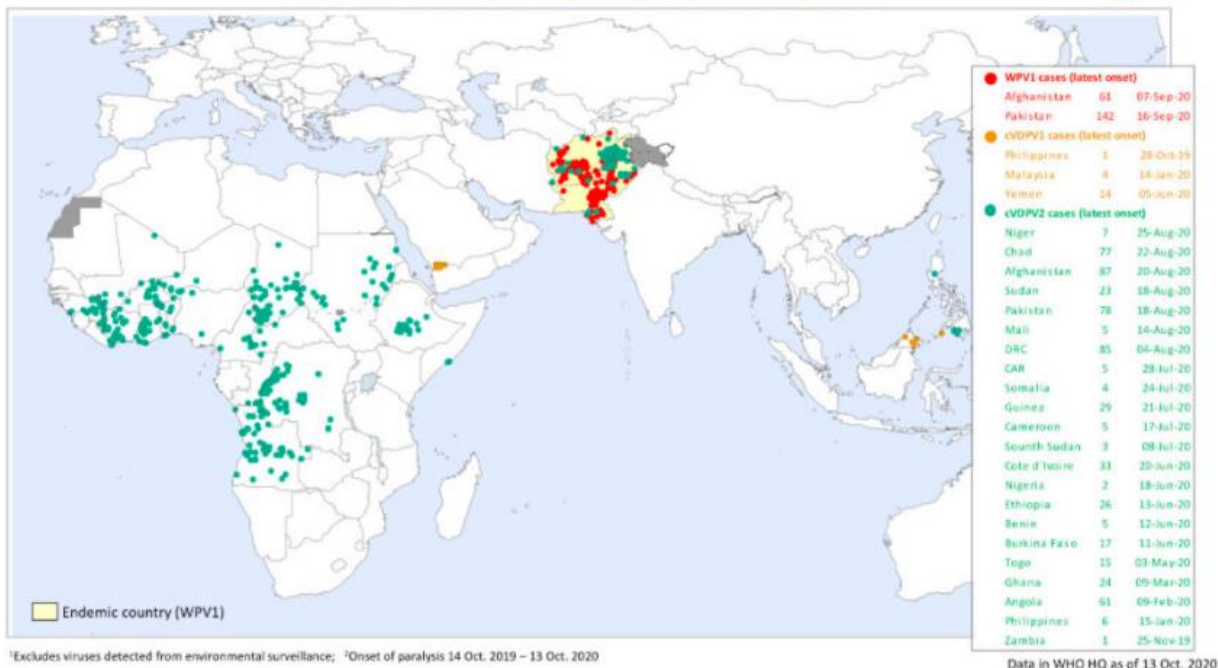 WPV1 cases (latest onset)
Afghanistan 61 07-Sep-20
Pakistan 142 16-Sep-20
cVDPV1 cases (latest onset)
Philippines 1 28-Oct-19
Malaysia 4 14-Jan-20
Yemen 14 05-Jun-20
cVDPV2 cases (latest onset)
Niger 7 25-Aug-20
Chad 77 22-Aug-20
Afghanistan 87 20-Aug-20
Sudan 23 18-Aug-20
Pakistan 78 18-Aug-20
Mali 5 14-Aug-20
DRC 85 04-Aug-20
CAR 5 28-Jul-20
Somalia 4 24-Jul-20
Guinea 29 21-Jul-20
Cameroon 5 17-Jul-20
Sounth Sudan 3 08-Jul-20
Cote d'Ivoire 33 20-Jun-20
Nigeria 2 18-Jun-20
Ethiopia 26 13-Jun-20
Benin 5 12-Jun-20
Burkina Faso 17 11-Jun-20
Togo 15 03-May-20
Ghana 24 09-Mar-20
Angola 61 09-Feb-20
Philippines 6 15-Jan-20
Zambia 1 25-Nov-19
Endemic country (WPV1)
¹Excludes viruses detected from environmental surveillance; ²Onset of paralysis 14 Oct. 2019 – 13 Oct. 2020
Data in WHO HQ as of 13 Oct. 2020